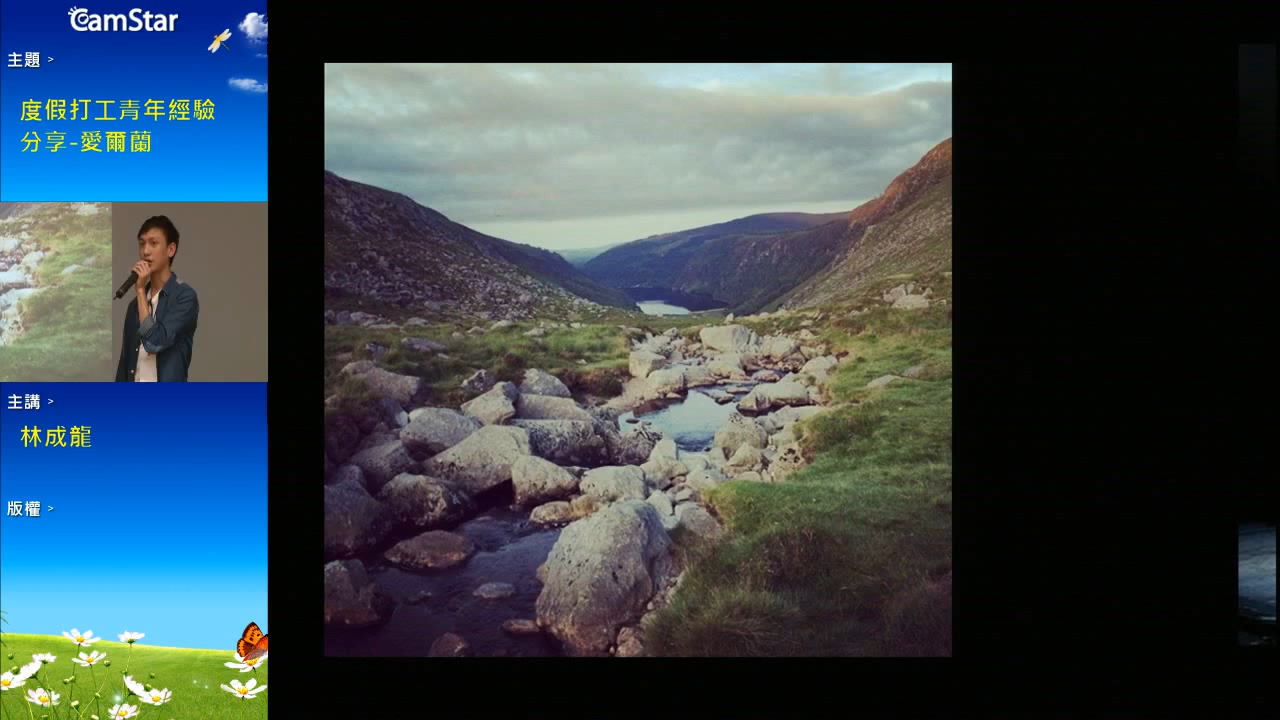 CamStar
主題 >
度假打工青年經驗
分享-愛爾蘭
主講 >
林成龍
版權 >